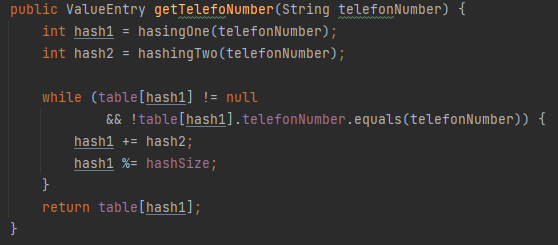 public ValueEntry getTelefoNumber(String telefonNumber) {
    int hash1 = hasingOne(telefonNumber);
    int hash2 = hashingTwo(telefonNumber);

    while (table[hash1] != null
            && !table[hash1].telefonNumber.equals(telefonNumber)) {
        hash1 += hash2;
        hash1 %= hashSize;
    }
    return table[hash1];
}